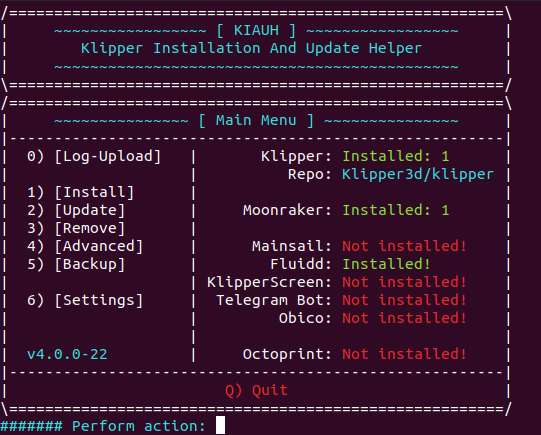 /=======================================================\
|     ~~~~~~~~~~~~~~~~~ [ KIAUH ] ~~~~~~~~~~~~~~~~~     |
|        Klipper Installation And Update Helper         |
|     ~~~~~~~~~~~~~~~~~~~~~~~~~~~~~~~~~~~~~~~~~~~~~     |
\=======================================================/
/=======================================================\
|     ~~~~~~~~~~~~~~~ [ Main Menu ] ~~~~~~~~~~~~~~~     |
|-------------------------------------------------------|
|  0) [Log-Upload]   |       Klipper: Installed: 1      |
|                    |          Repo: Klipper3d/klipper |
|  1) [Install]      |                                  |
|  2) [Update]       |     Moonraker: Installed: 1      |
|  3) [Remove]       |                                  |
|  4) [Advanced]     |      Mainsail: Not installed!    |
|  5) [Backup]       |        Fluidd: Installed!        |
|                    | KlipperScreen: Not installed!    |
|  6) [Settings]     |  Telegram Bot: Not installed!    |
|                    |         Obico: Not installed!    |
|                    |                                  |
|  v4.0.0-22         |     Octoprint: Not installed!    |
|-------------------------------------------------------|
|                        Q) Quit                        |
\=======================================================/
####### Perform action: